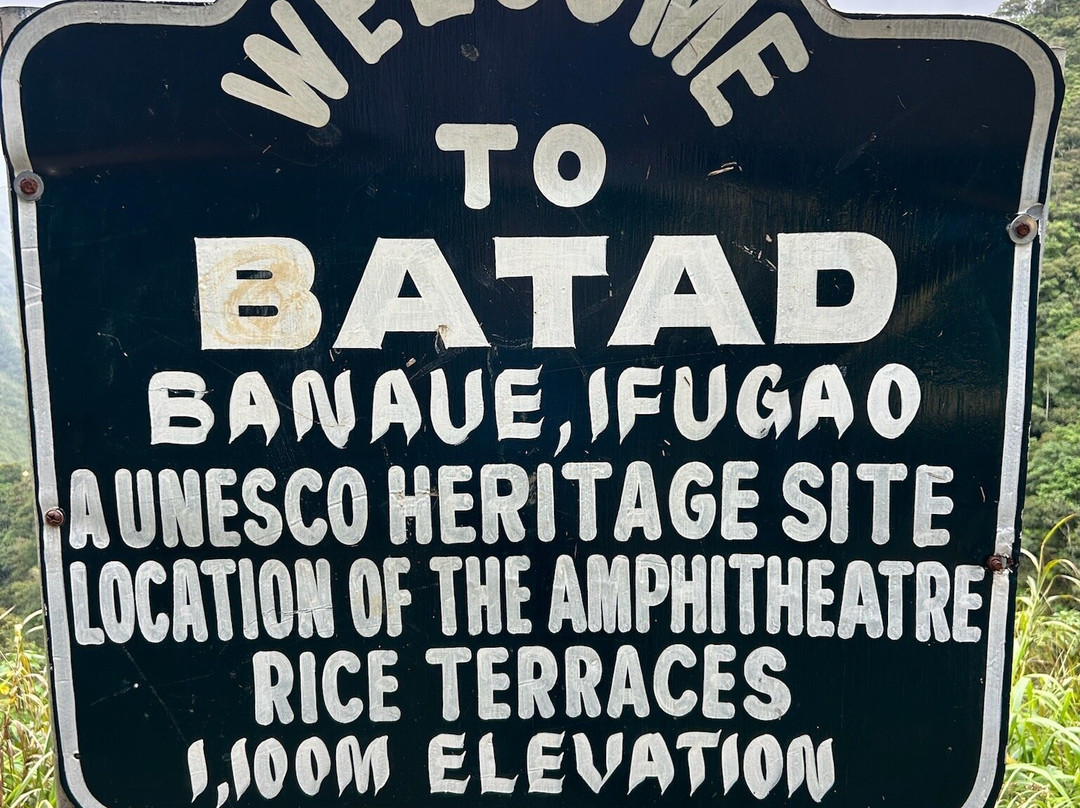 WELCOME
TO
BATAD
BANAUE, IFUGAO
A UNESCO HERITAGE SITE
LOCATION OF THE AMPHITHEATRE
RICE TERRACES
1,100M ELEVATION